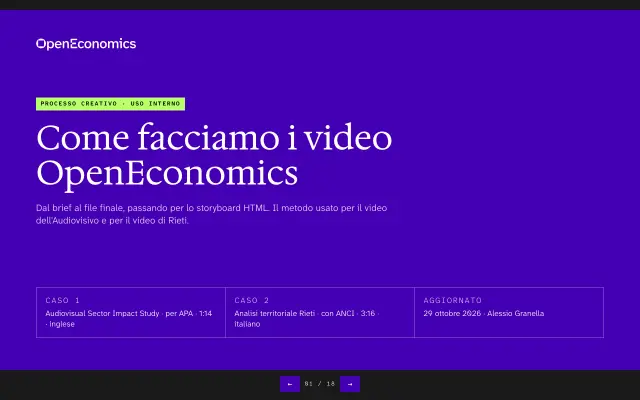 OpenEconomics
PROCESSO CREATIVO · USO INTERNO
Come facciamo i video
OpenEconomics
Dal brief al file finale, passando per lo storyboard HTML. Il metodo usato per il video
dell'Audiovisivo e per il video di Rieti.
CASO 1
Audiovisual Sector Impact Study · per APA · 1:14
· inglese
CASO 2
Analisi territoriale Rieti · con ANCI · 3:16 ·
italiano
AGGIORNATO
29 ottobre 2026 · Alessio Granella
← 01 / 18 →